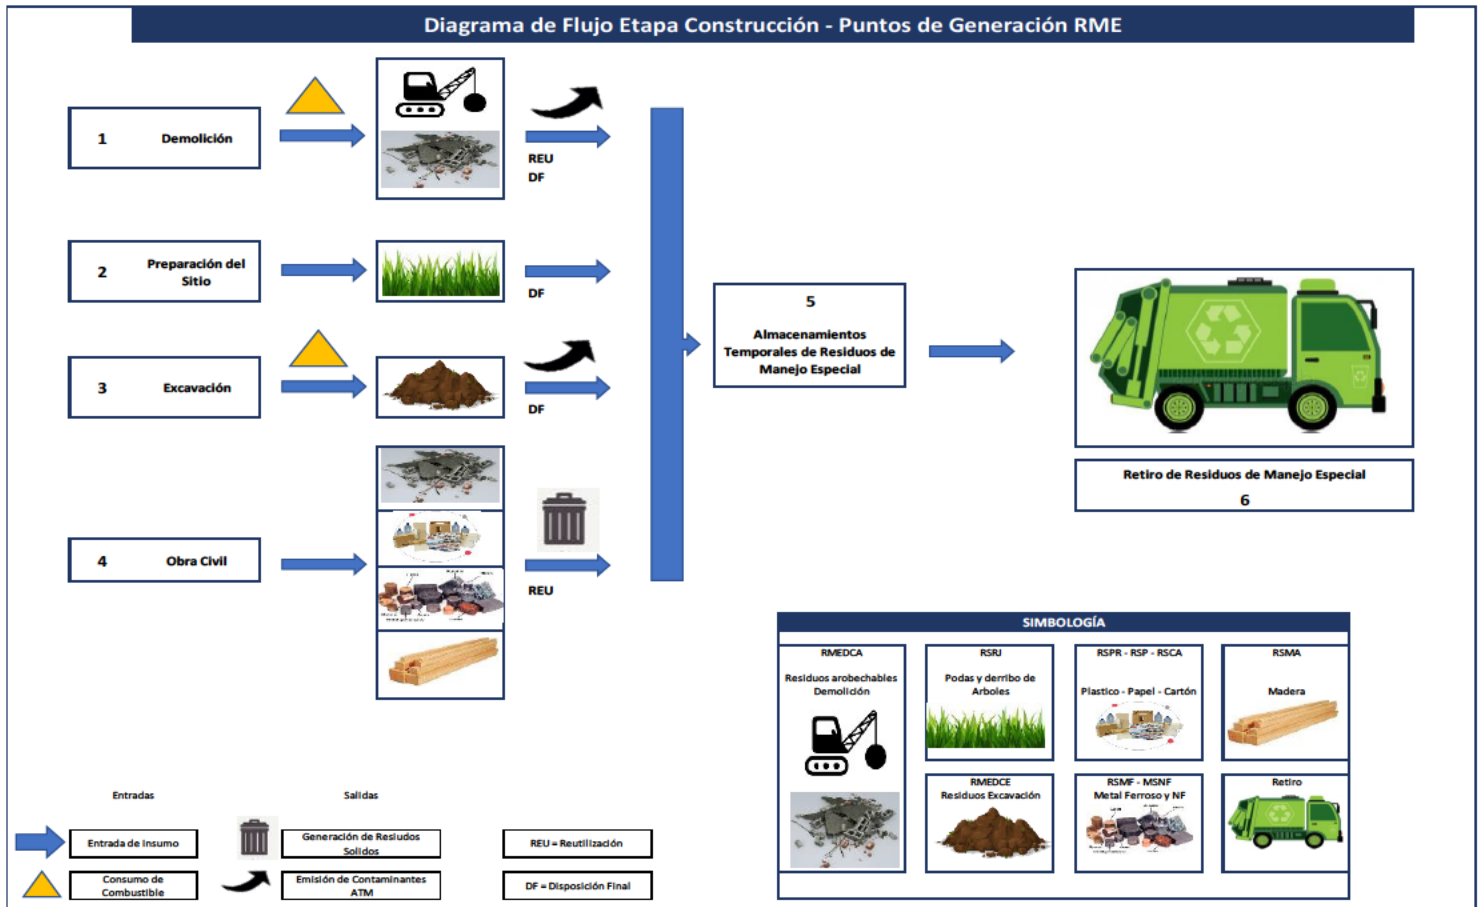 Diagrama de Flujo Etapa Construcción - Puntos de Generación RME
1 Demolición
REU
DF
2 Preparación del
Sitio
DF
3 Excavación
DF
4 Obra Civil
REU
5
Almacenamientos
Temporales de Residuos de
Manejo Especial
Retiro de Residuos de Manejo Especial
6
SIMBOLOGÍA
RMEDCA
Residuos arobechables
Demolición
RSRJ
Podas y derribo de
Arboles
RSPR - RSP - RSCA
Plastico - Papel - Cartón
RSMA
Madera
RMEDCE
Residuos Excavación
RSMF - MSNF
Metal Ferroso y NF
Retiro
Entradas
Salidas
Entrada de Insumo
Generación de Resiudos
Solidos
REU = Reutilización
Consumo de
Combustible
Emisión de Contaminantes
ATM
DF = Disposición Final